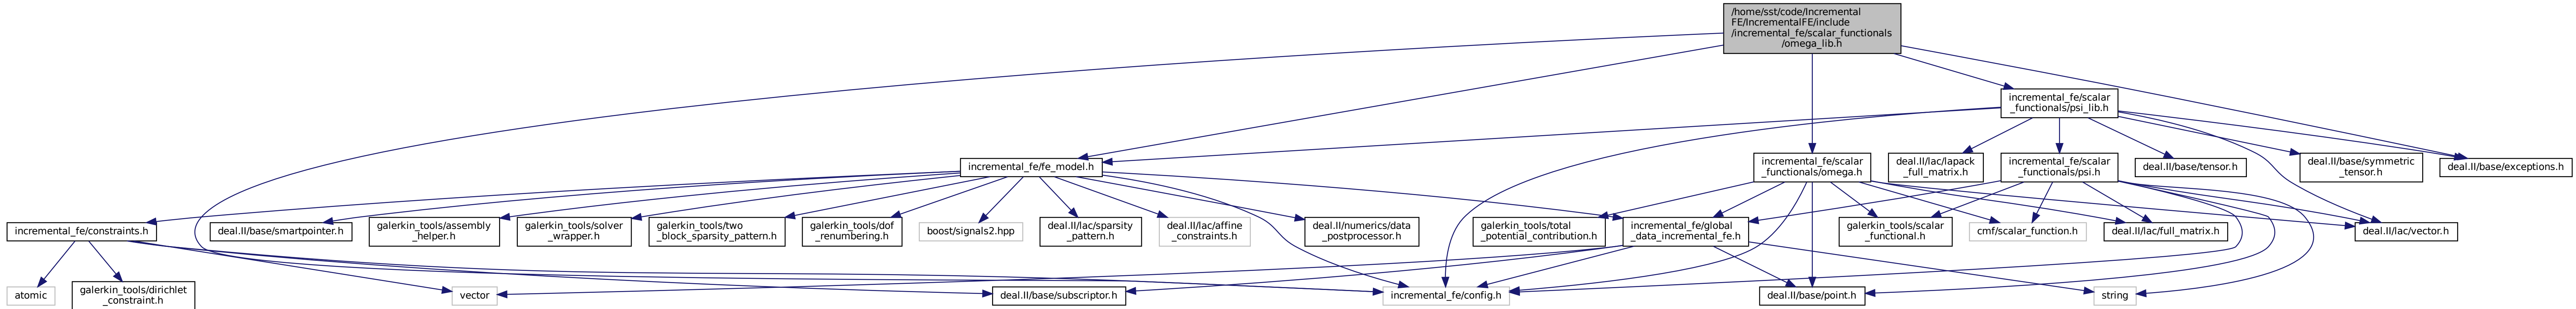 /home/sst/code/Incremental
FE/IncrementalFE/include
/incremental_fe/scalar_functionals
/omega_lib.h
incremental_fe/scalar
_functionals/psi_lib.h
incremental_fe/fe_model.h
incremental_fe/scalar
_functionals/omega.h
deal.II/lac/lapack
_full_matrix.h
incremental_fe/scalar
_functionals/psi.h
deal.II/base/tensor.h
deal.II/base/symmetric
_tensor.h
deal.II/base/exceptions.h
incremental_fe/constraints.h
deal.II/base/smartpointer.h
galerkin_tools/assembly
_helper.h
galerkin_tools/solver
_wrapper.h
galerkin_tools/two
_block_sparsity_pattern.h
galerkin_tools/dof
_renumbering.h
boost/signals2.hpp
deal.II/lac/sparsity
_pattern.h
deal.II/lac/affine
_constraints.h
deal.II/numerics/data
_postprocessor.h
galerkin_tools/total
_potential_contribution.h
incremental_fe/global
_data_incremental_fe.h
galerkin_tools/scalar
_functional.h
cmf/scalar_function.h
deal.II/lac/full_matrix.h
deal.II/lac/vector.h
atomic
galerkin_tools/dirichlet
_constraint.h
vector
deal.II/base/subscriptor.h
incremental_fe/config.h
deal.II/base/point.h
string